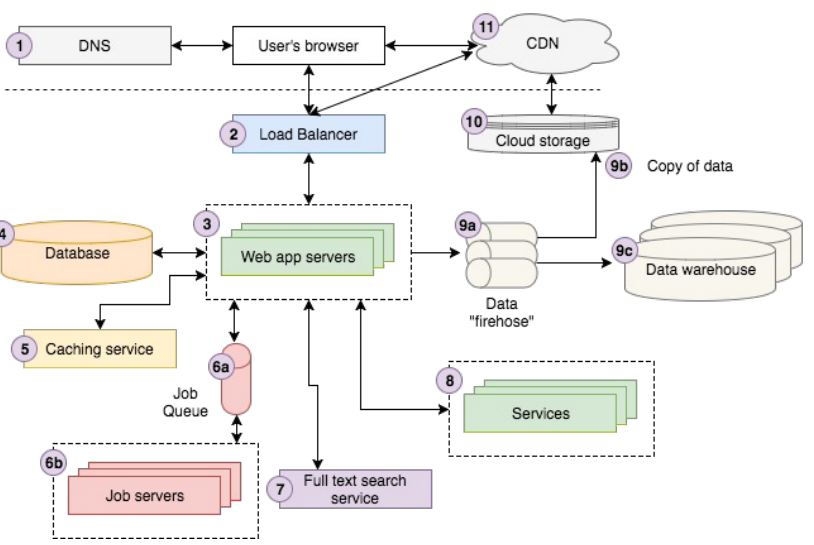 1
DNS
User's browser
11
CDN
2
Load Balancer
10
Cloud storage
9b
Copy of data
3
Web app servers
4
Database
9a
Data
"firehose"
9c
Data warehouse
5
Caching service
6a
Job
Queue
8
Services
6b
Job servers
7
Full text search
service